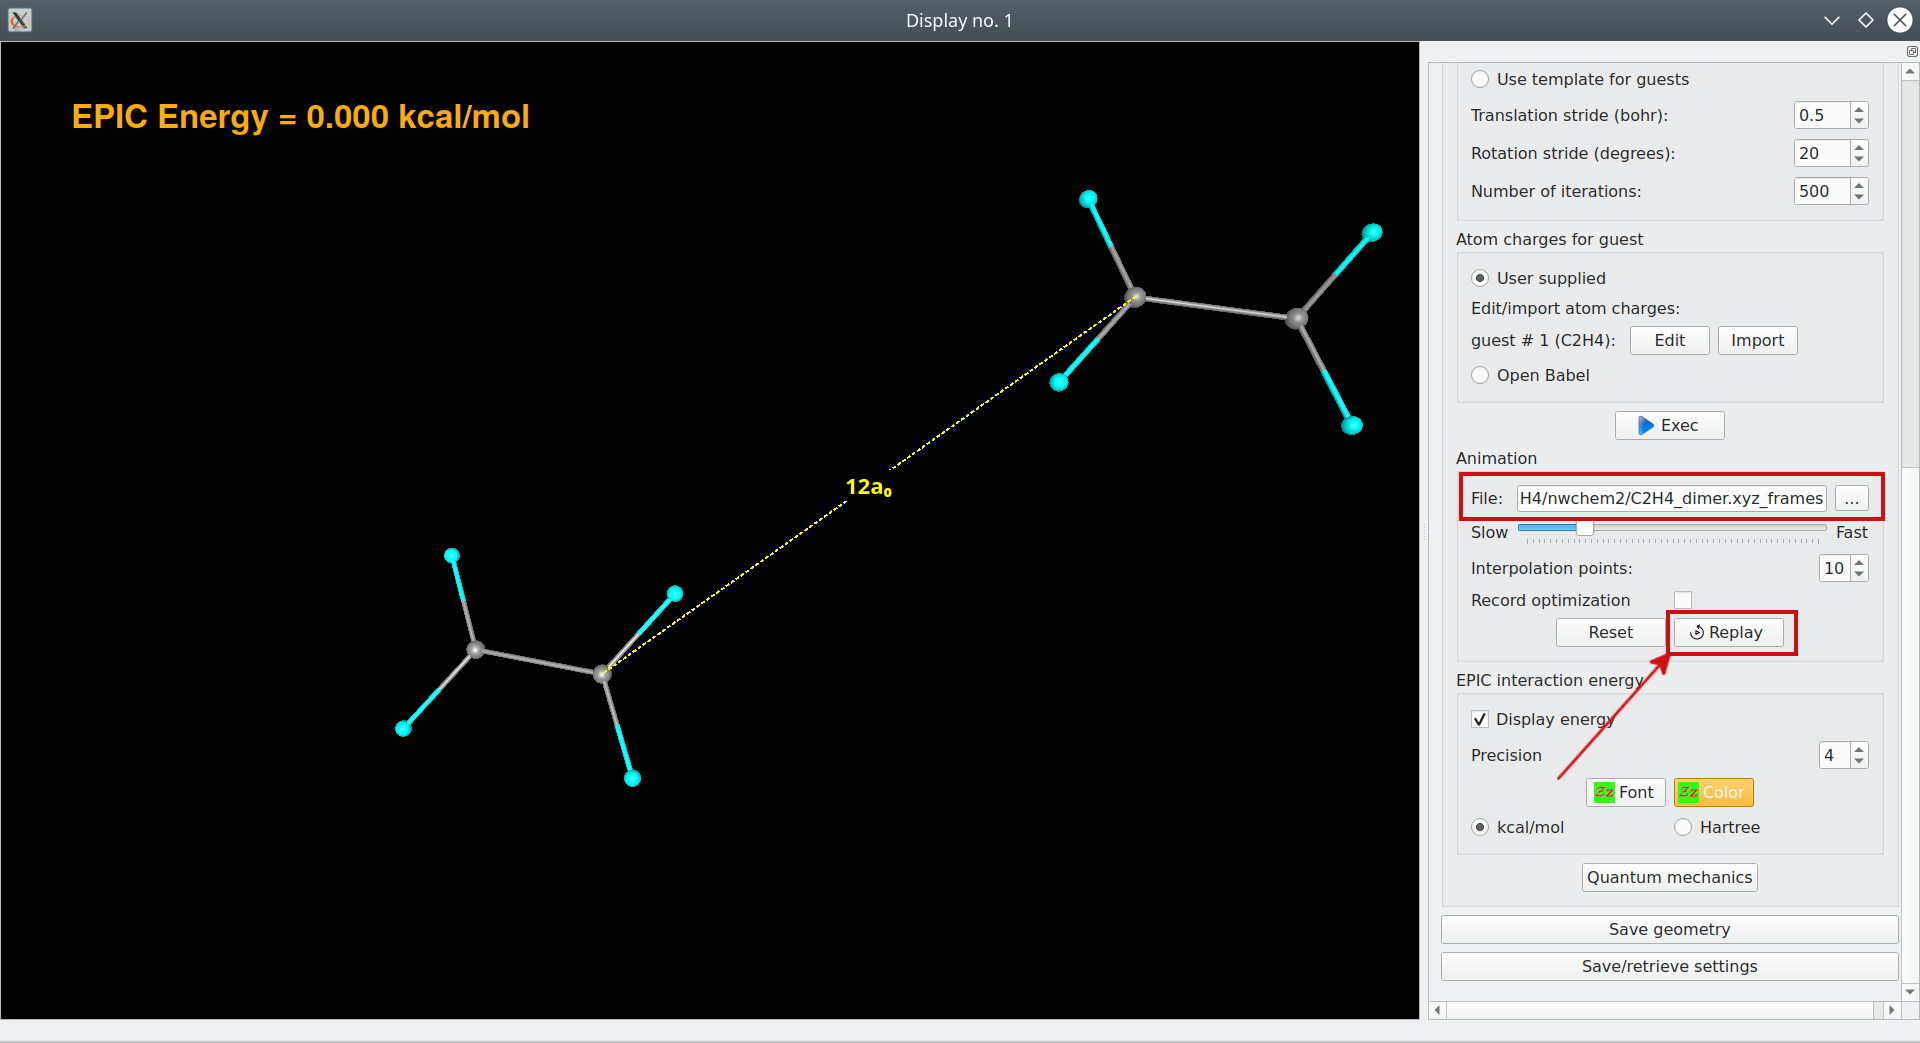 Display no. 1
EPIC Energy = 0.000 kcal/mol
12a₀
Use template for guests
Translation stride (bohr): 0.5
Rotation stride (degrees): 20
Number of iterations: 500
Atom charges for guest
User supplied
Edit/import atom charges:
guest # 1 (C2H4): Edit Import
Open Babel
Exec
Animation
File: H4/nwchem2/C2H4_dimer.xyz_frames ...
Slow Fast
Interpolation points: 10
Record optimization
Reset Replay
EPIC interaction energy
Display energy
Precision 4
Zz Font Zz Color
kcal/mol Hartree
Quantum mechanics
Save geometry
Save/retrieve settings